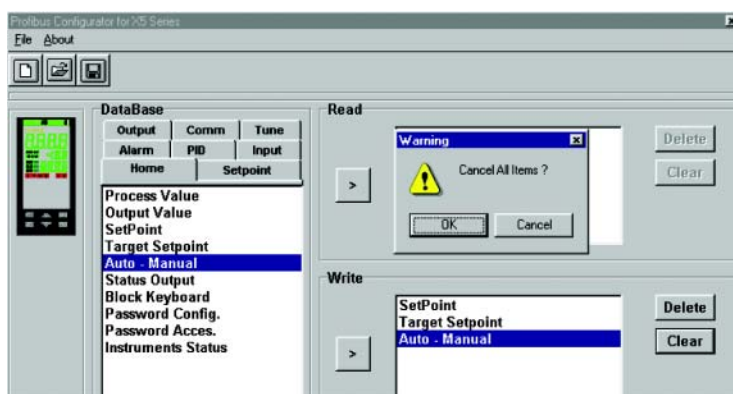 Profibus Configurator for X5 Series
File About
DataBase
Output Comm Tune
Alarm PID Input
Home Setpoint
Process Value
Output Value
SetPoint
Target Setpoint
Auto - Manual
Status Output
Block Keyboard
Password Config.
Password Acces.
Instruments Status
Read
>
Warning
Cancel All Items ?
OK Cancel
Delete
Clear
Write
>
SetPoint
Target Setpoint
Auto - Manual
Delete
Clear